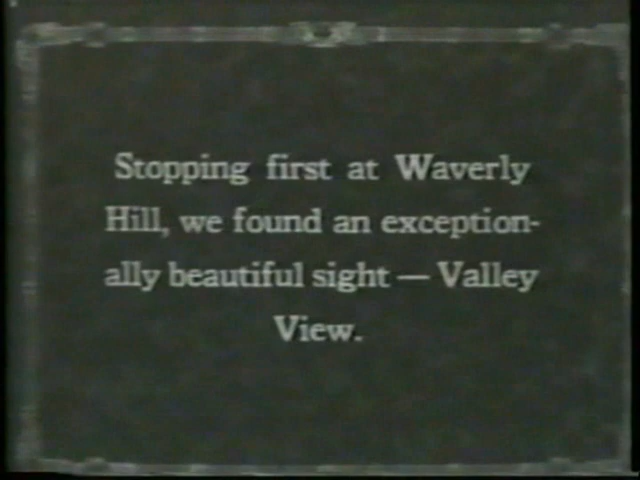 Stopping first at Waverly
Hill, we found an exception-
ally beautiful sight — Valley
View.